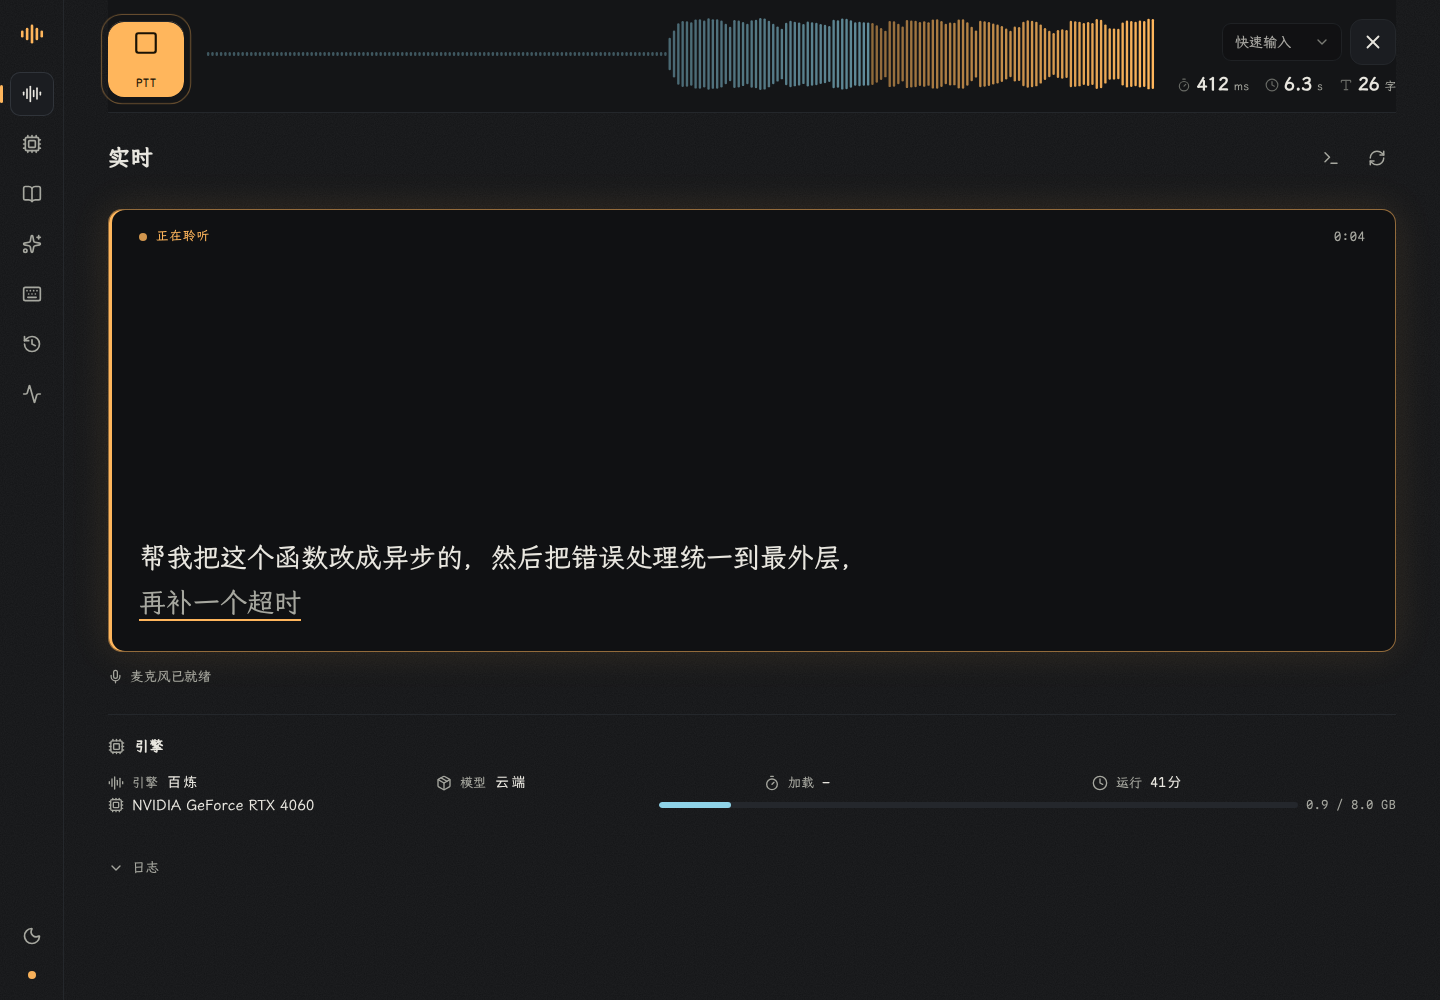 PTT
快速输入
412 ms 6.3 s 26 字
实时
正在聆听 0:04
帮我把这个函数改成异步的，然后把错误处理统一到最外层，
再补一个超时
麦克风已就绪
引擎
引擎 百炼 模型 云端 加载 – 运行 41分
NVIDIA GeForce RTX 4060 0.9 / 8.0 GB
日志